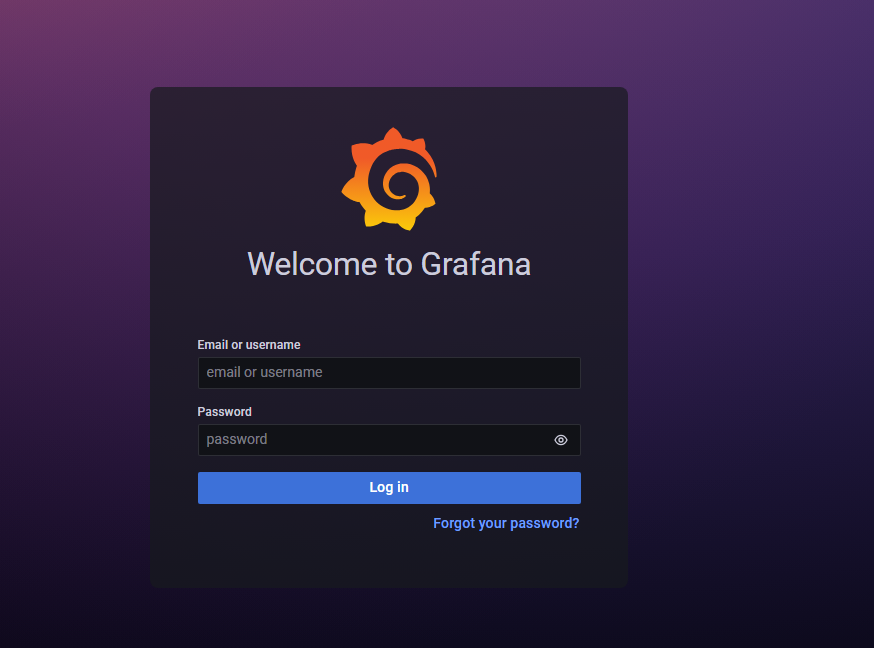 Welcome to Grafana
Email or username
email or username
Password
password
Log in
Forgot your password?